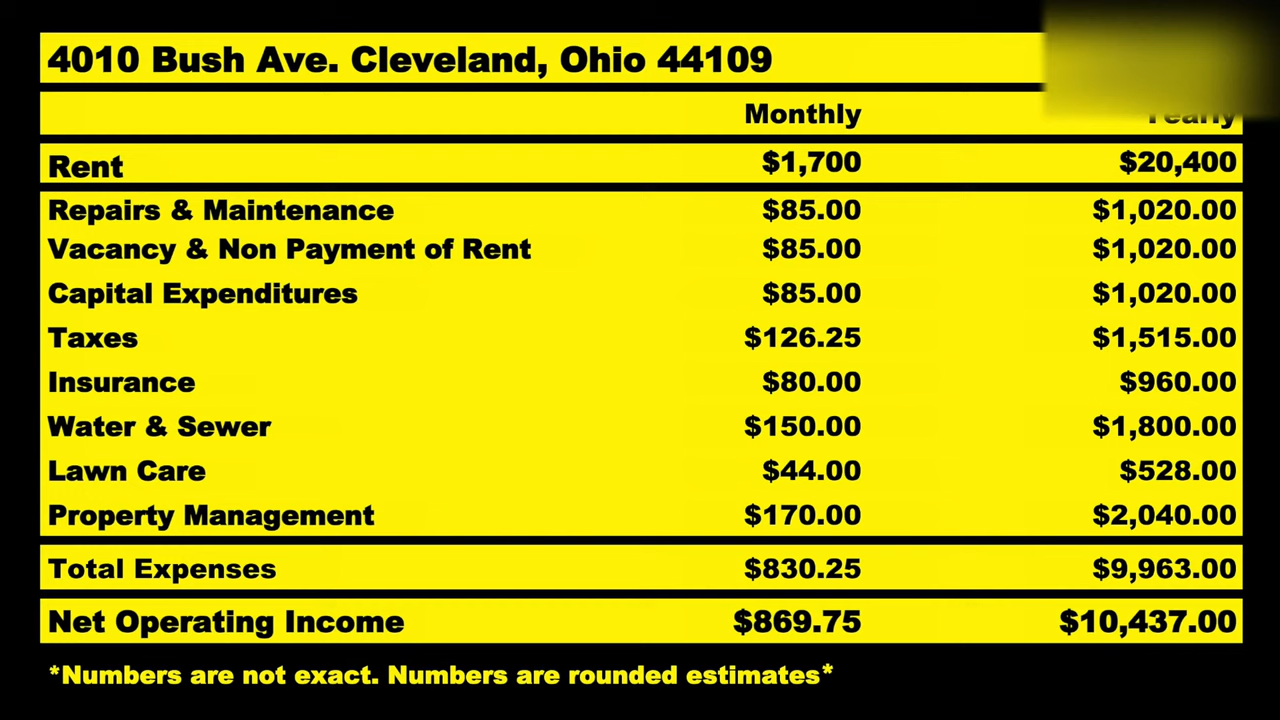 4010 Bush Ave. Cleveland, Ohio 44109
Monthly Yearly
Rent $1,700 $20,400
Repairs & Maintenance $85.00 $1,020.00
Vacancy & Non Payment of Rent $85.00 $1,020.00
Capital Expenditures $85.00 $1,020.00
Taxes $126.25 $1,515.00
Insurance $80.00 $960.00
Water & Sewer $150.00 $1,800.00
Lawn Care $44.00 $528.00
Property Management $170.00 $2,040.00
Total Expenses $830.25 $9,963.00
Net Operating Income $869.75 $10,437.00
*Numbers are not exact. Numbers are rounded estimates*